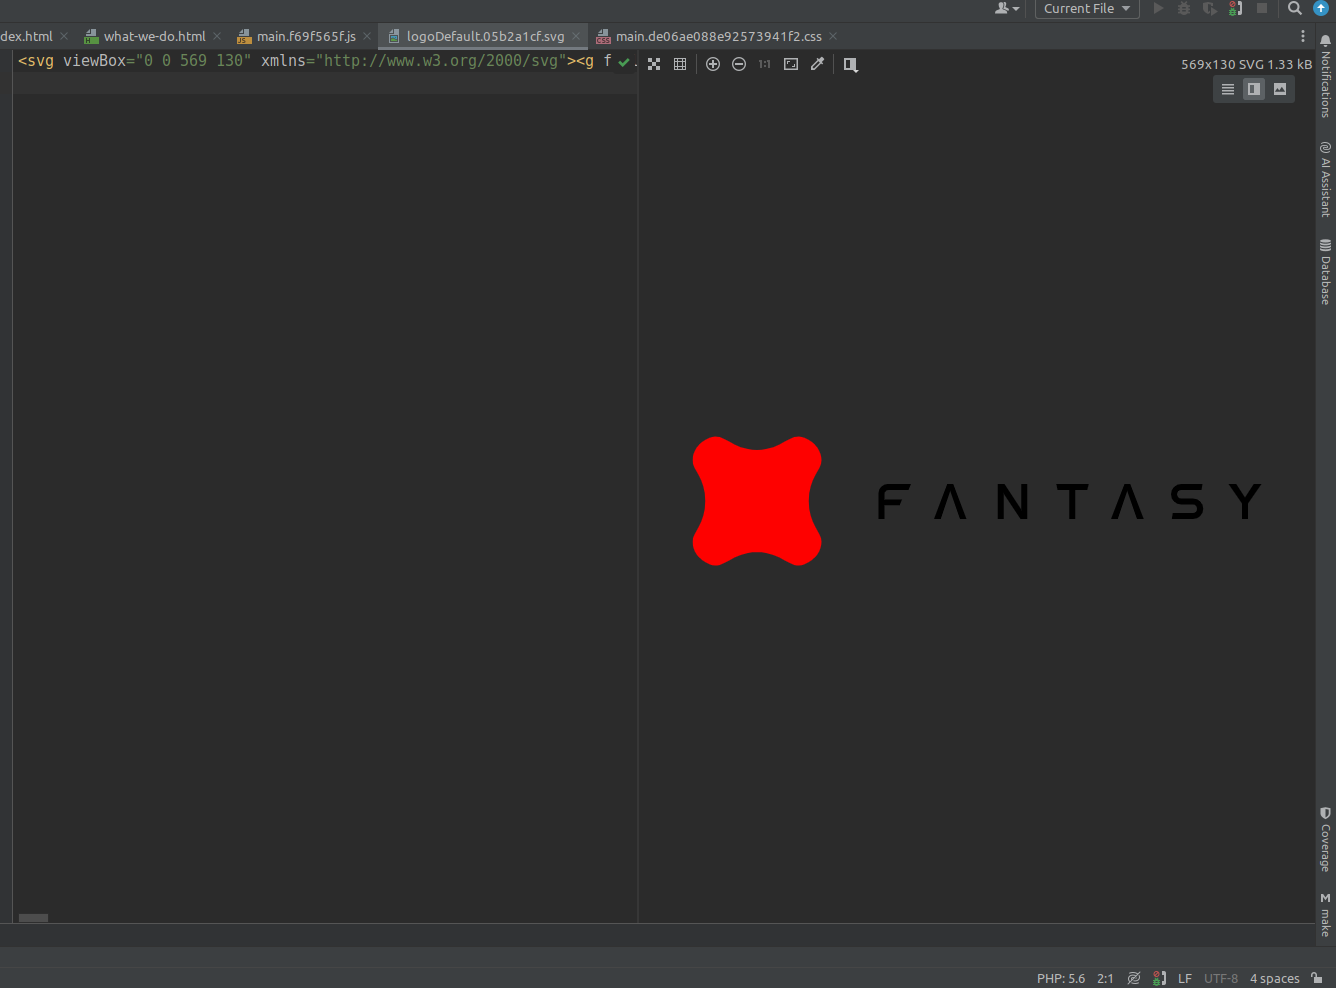 Current File
dex.html
what-we-do.html
main.f69f565f.js
logoDefault.05b2a1cf.svg
main.de06ae088e92573941f2.css
<svg viewBox="0 0 569 130" xmlns="http://www.w3.org/2000/svg"><g f
1:1
569x130 SVG 1.33 kB
Notifications
AI Assistant
Database
FANTASY
Coverage
make
PHP: 5.6
2:1
LF
UTF-8
4 spaces